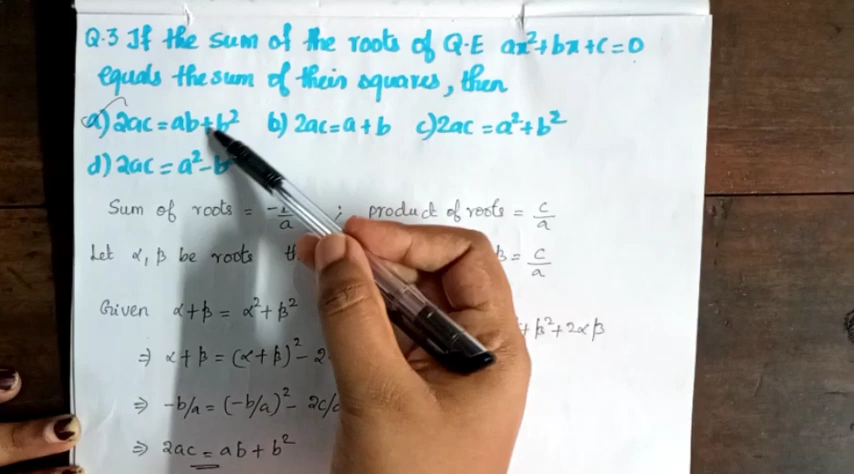 Q.3 If the sum of the roots of Q.E ax²+bx+c=0
equals the sum of their squares, then
a) 2ac=ab+b² b) 2ac=a+b c) 2ac=a²+b²
d) 2ac=a²-b
Sum of roots = ; product of roots = c/a
Let α, β be roots = c/a
Given α+β = α²+β²
+ β²+2αβ
⇒ α+β = (α+β)²- 2
⇒ -b/a = (-b/a)²- 2c/
⇒ 2ac = ab+b²